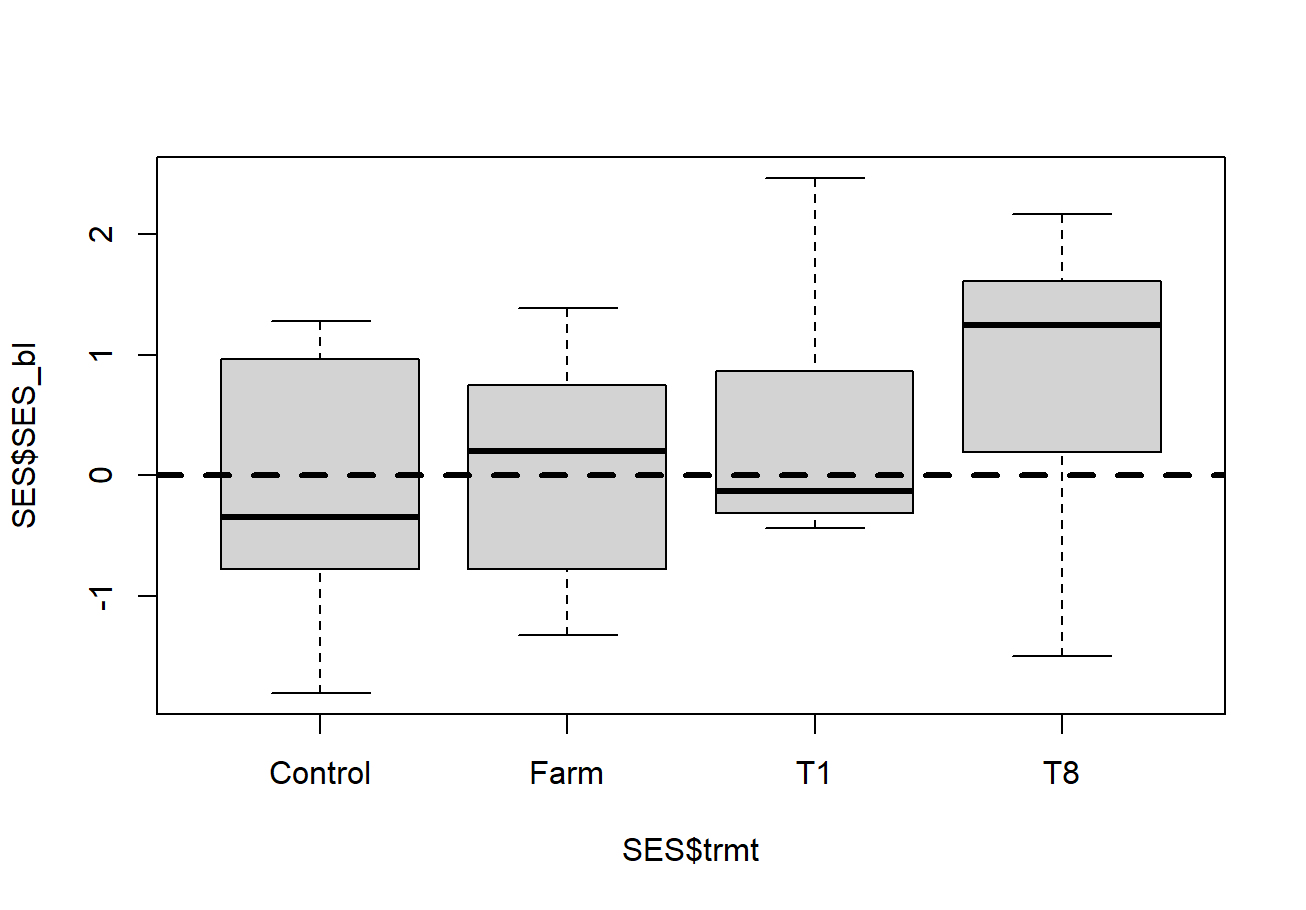 SES$SES_bl
2
1
0
-1
Control Farm T1 T8
SES$trmt